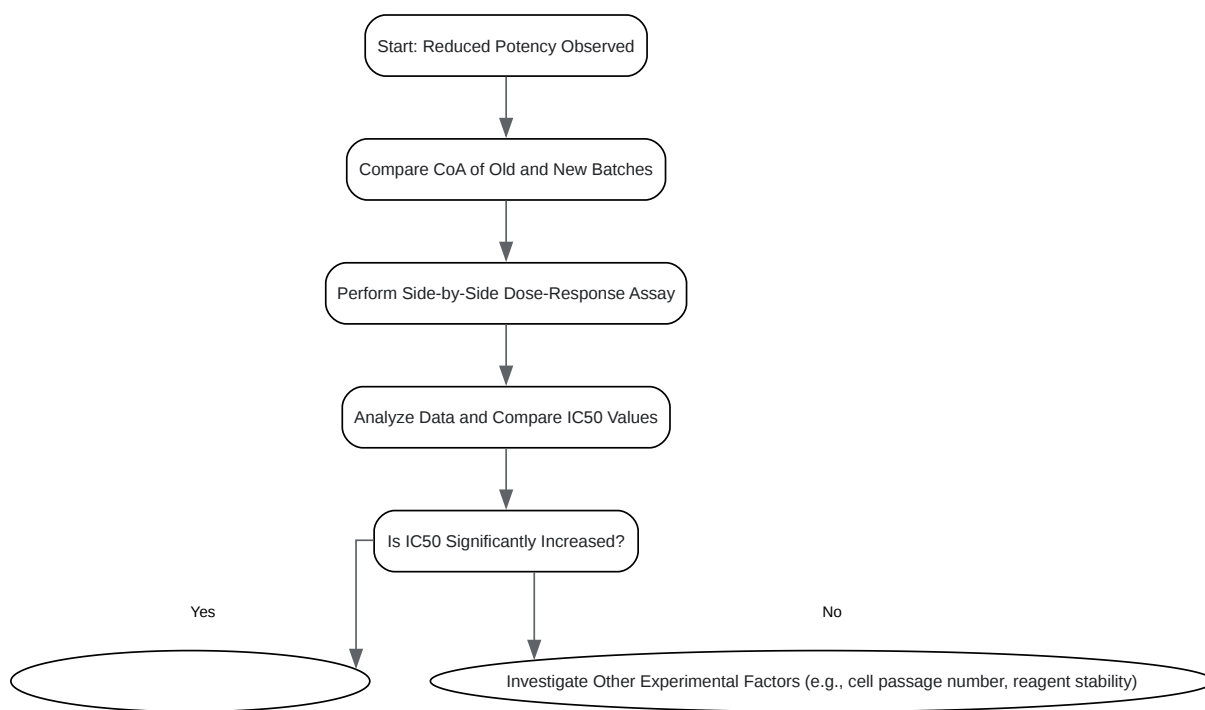 Start: Reduced Potency Observed
Compare CoA of Old and New Batches
Perform Side-by-Side Dose-Response Assay
Analyze Data and Compare IC50 Values
Is IC50 Significantly Increased?
Yes
No
Investigate Other Experimental Factors (e.g., cell passage number, reagent stability)